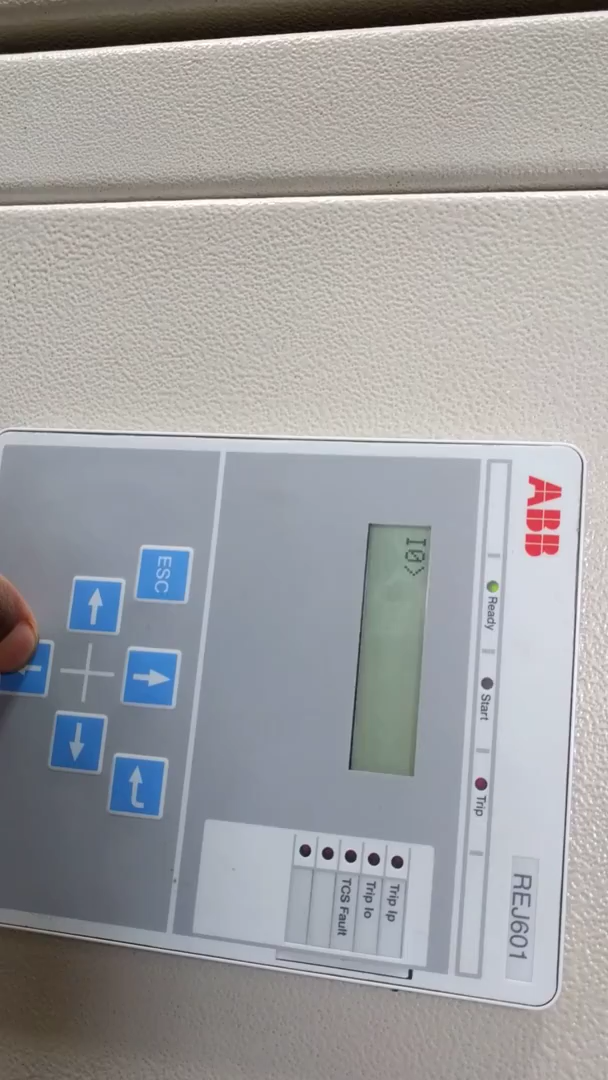 ABB
REJ601
Ready
Start
Trip
I0>
Trip Ip
Trip Io
TCS Fault
ESC